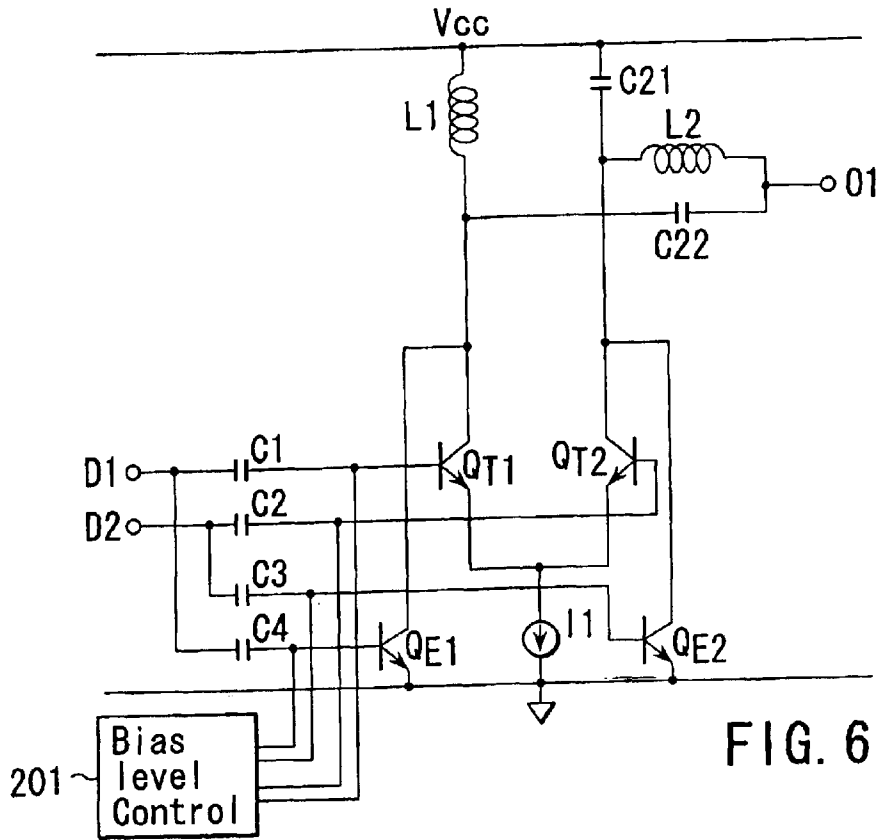 Vcc
C21
L1
L2
O1
C22
D1
C1
QT1
QT2
D2
C2
C3
C4
I1
QE1
QE2
201
Bias
level
Control
FIG. 6